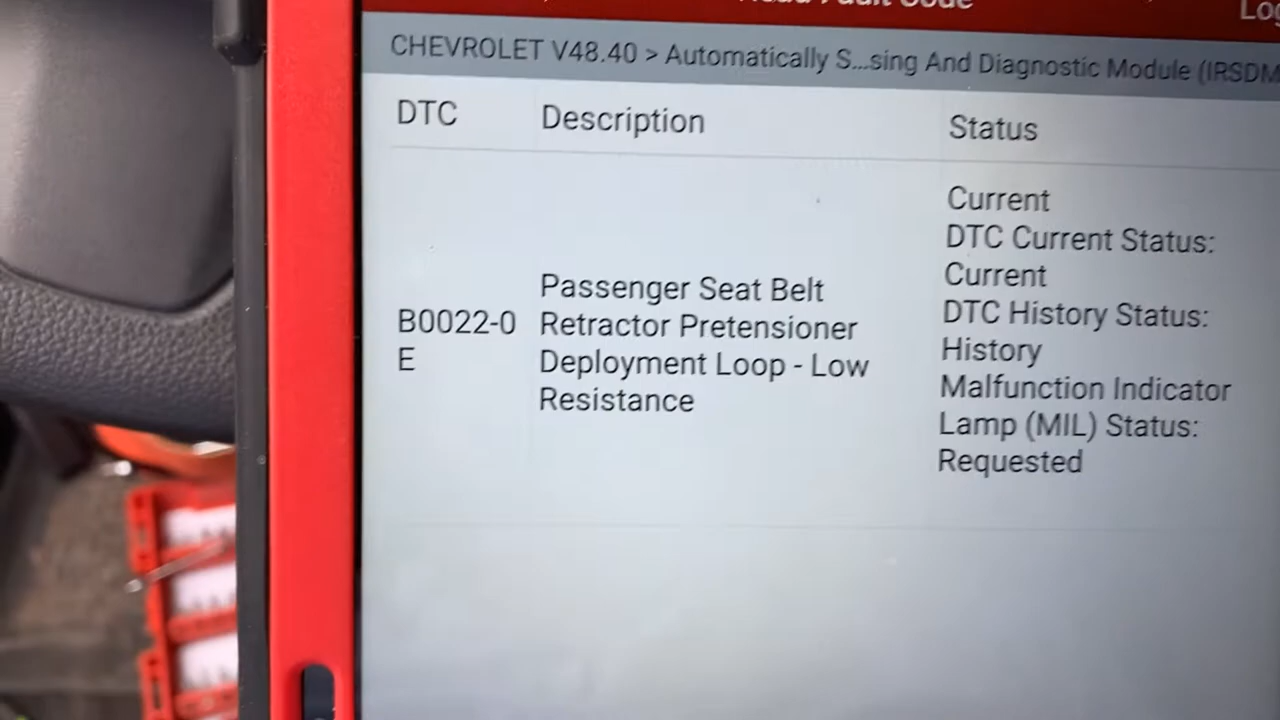 CHEVROLET V48.40 > Automatically S...sing And Diagnostic Module (IRSDM
DTC Description Status
B0022-0
E
Passenger Seat Belt
Retractor Pretensioner
Deployment Loop - Low
Resistance
Current
DTC Current Status:
Current
DTC History Status:
History
Malfunction Indicator
Lamp (MIL) Status:
Requested